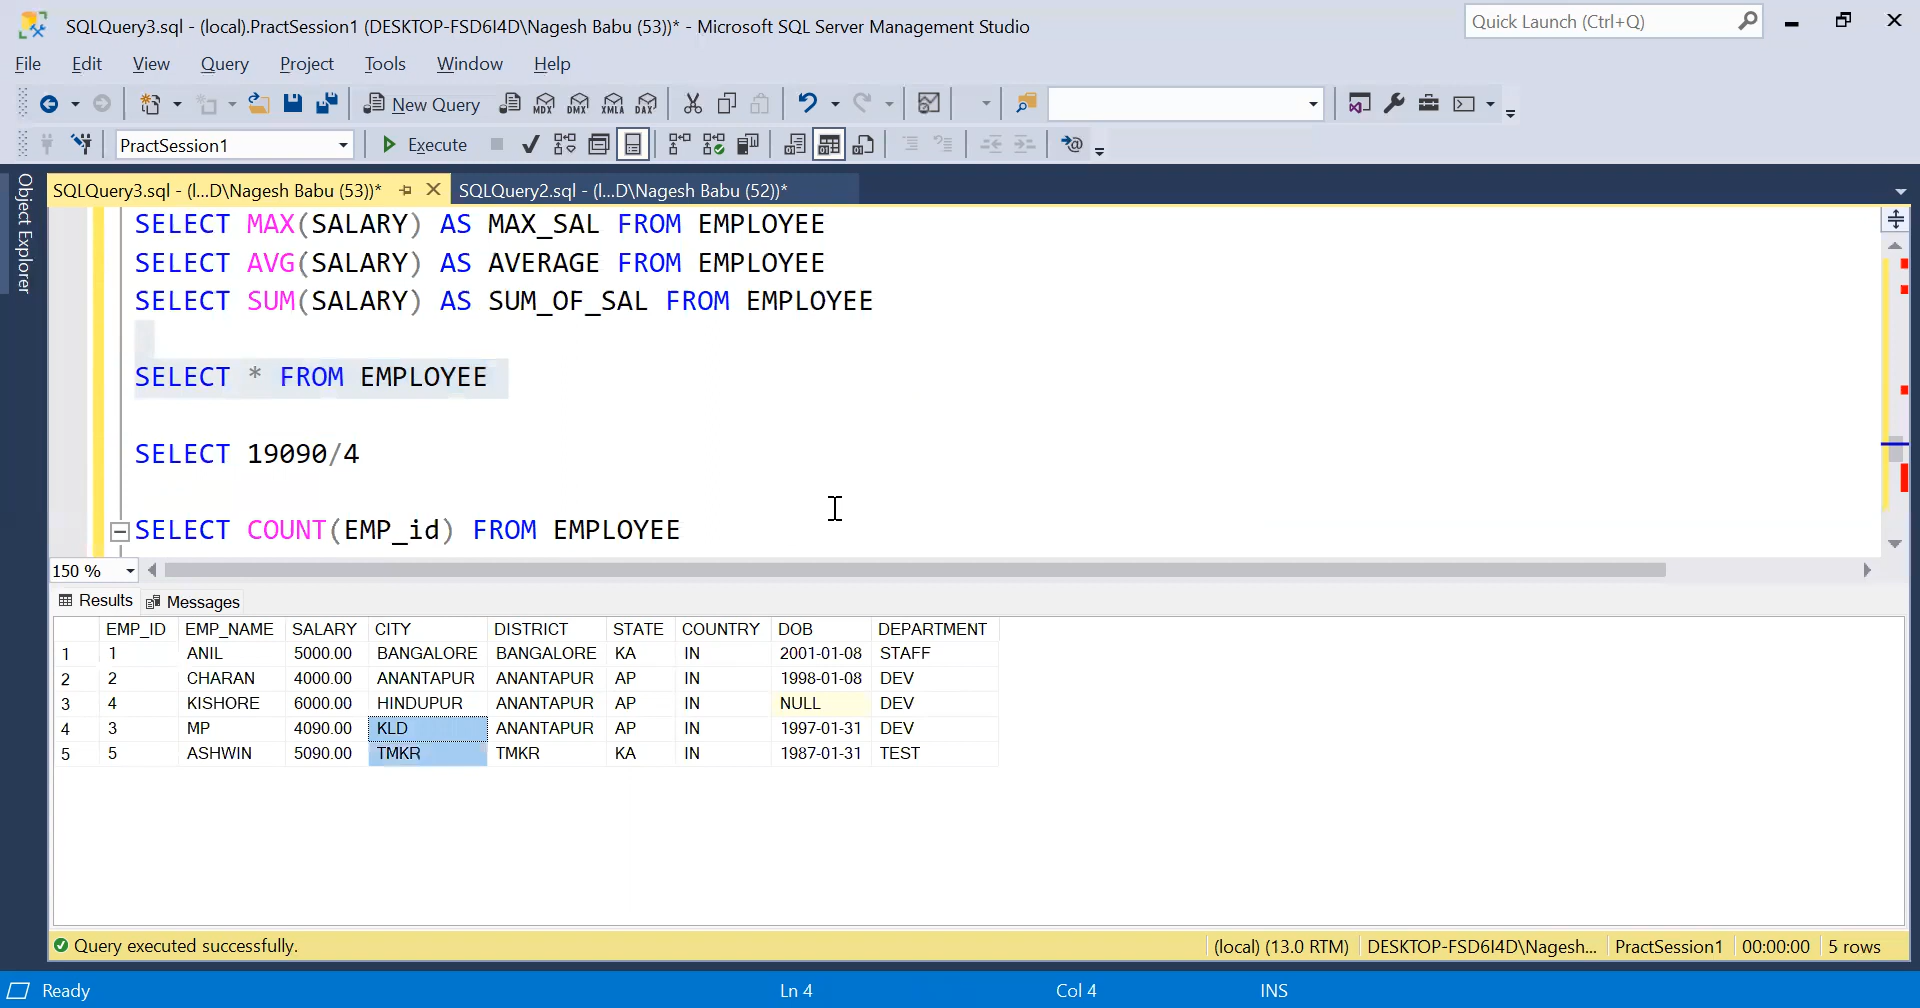 SQLQuery3.sql - (local).PractSession1 (DESKTOP-FSD6I4D\Nagesh Babu (53))* - Microsoft SQL Server Management Studio
Quick Launch (Ctrl+Q)
File Edit View Query Project Tools Window Help
New Query MDX DMX XMLA DAX
PractSession1 Execute
Object Explorer
SQLQuery3.sql - (l...D\Nagesh Babu (53))* SQLQuery2.sql - (l...D\Nagesh Babu (52))*
SELECT MAX(SALARY) AS MAX_SAL FROM EMPLOYEE
SELECT AVG(SALARY) AS AVERAGE FROM EMPLOYEE
SELECT SUM(SALARY) AS SUM_OF_SAL FROM EMPLOYEE
SELECT * FROM EMPLOYEE
SELECT 19090/4
SELECT COUNT(EMP_id) FROM EMPLOYEE
150 %
Results Messages
EMP_ID EMP_NAME SALARY CITY DISTRICT STATE COUNTRY DOB DEPARTMENT
1 1 ANIL 5000.00 BANGALORE BANGALORE KA IN 2001-01-08 STAFF
2 2 CHARAN 4000.00 ANANTAPUR ANANTAPUR AP IN 1998-01-08 DEV
3 4 KISHORE 6000.00 HINDUPUR ANANTAPUR AP IN NULL DEV
4 3 MP 4090.00 KLD ANANTAPUR AP IN 1997-01-31 DEV
5 5 ASHWIN 5090.00 TMKR TMKR KA IN 1987-01-31 TEST
Query executed successfully. (local) (13.0 RTM) DESKTOP-FSD6I4D\Nagesh... PractSession1 00:00:00 5 rows
Ready Ln 4 Col 4 INS